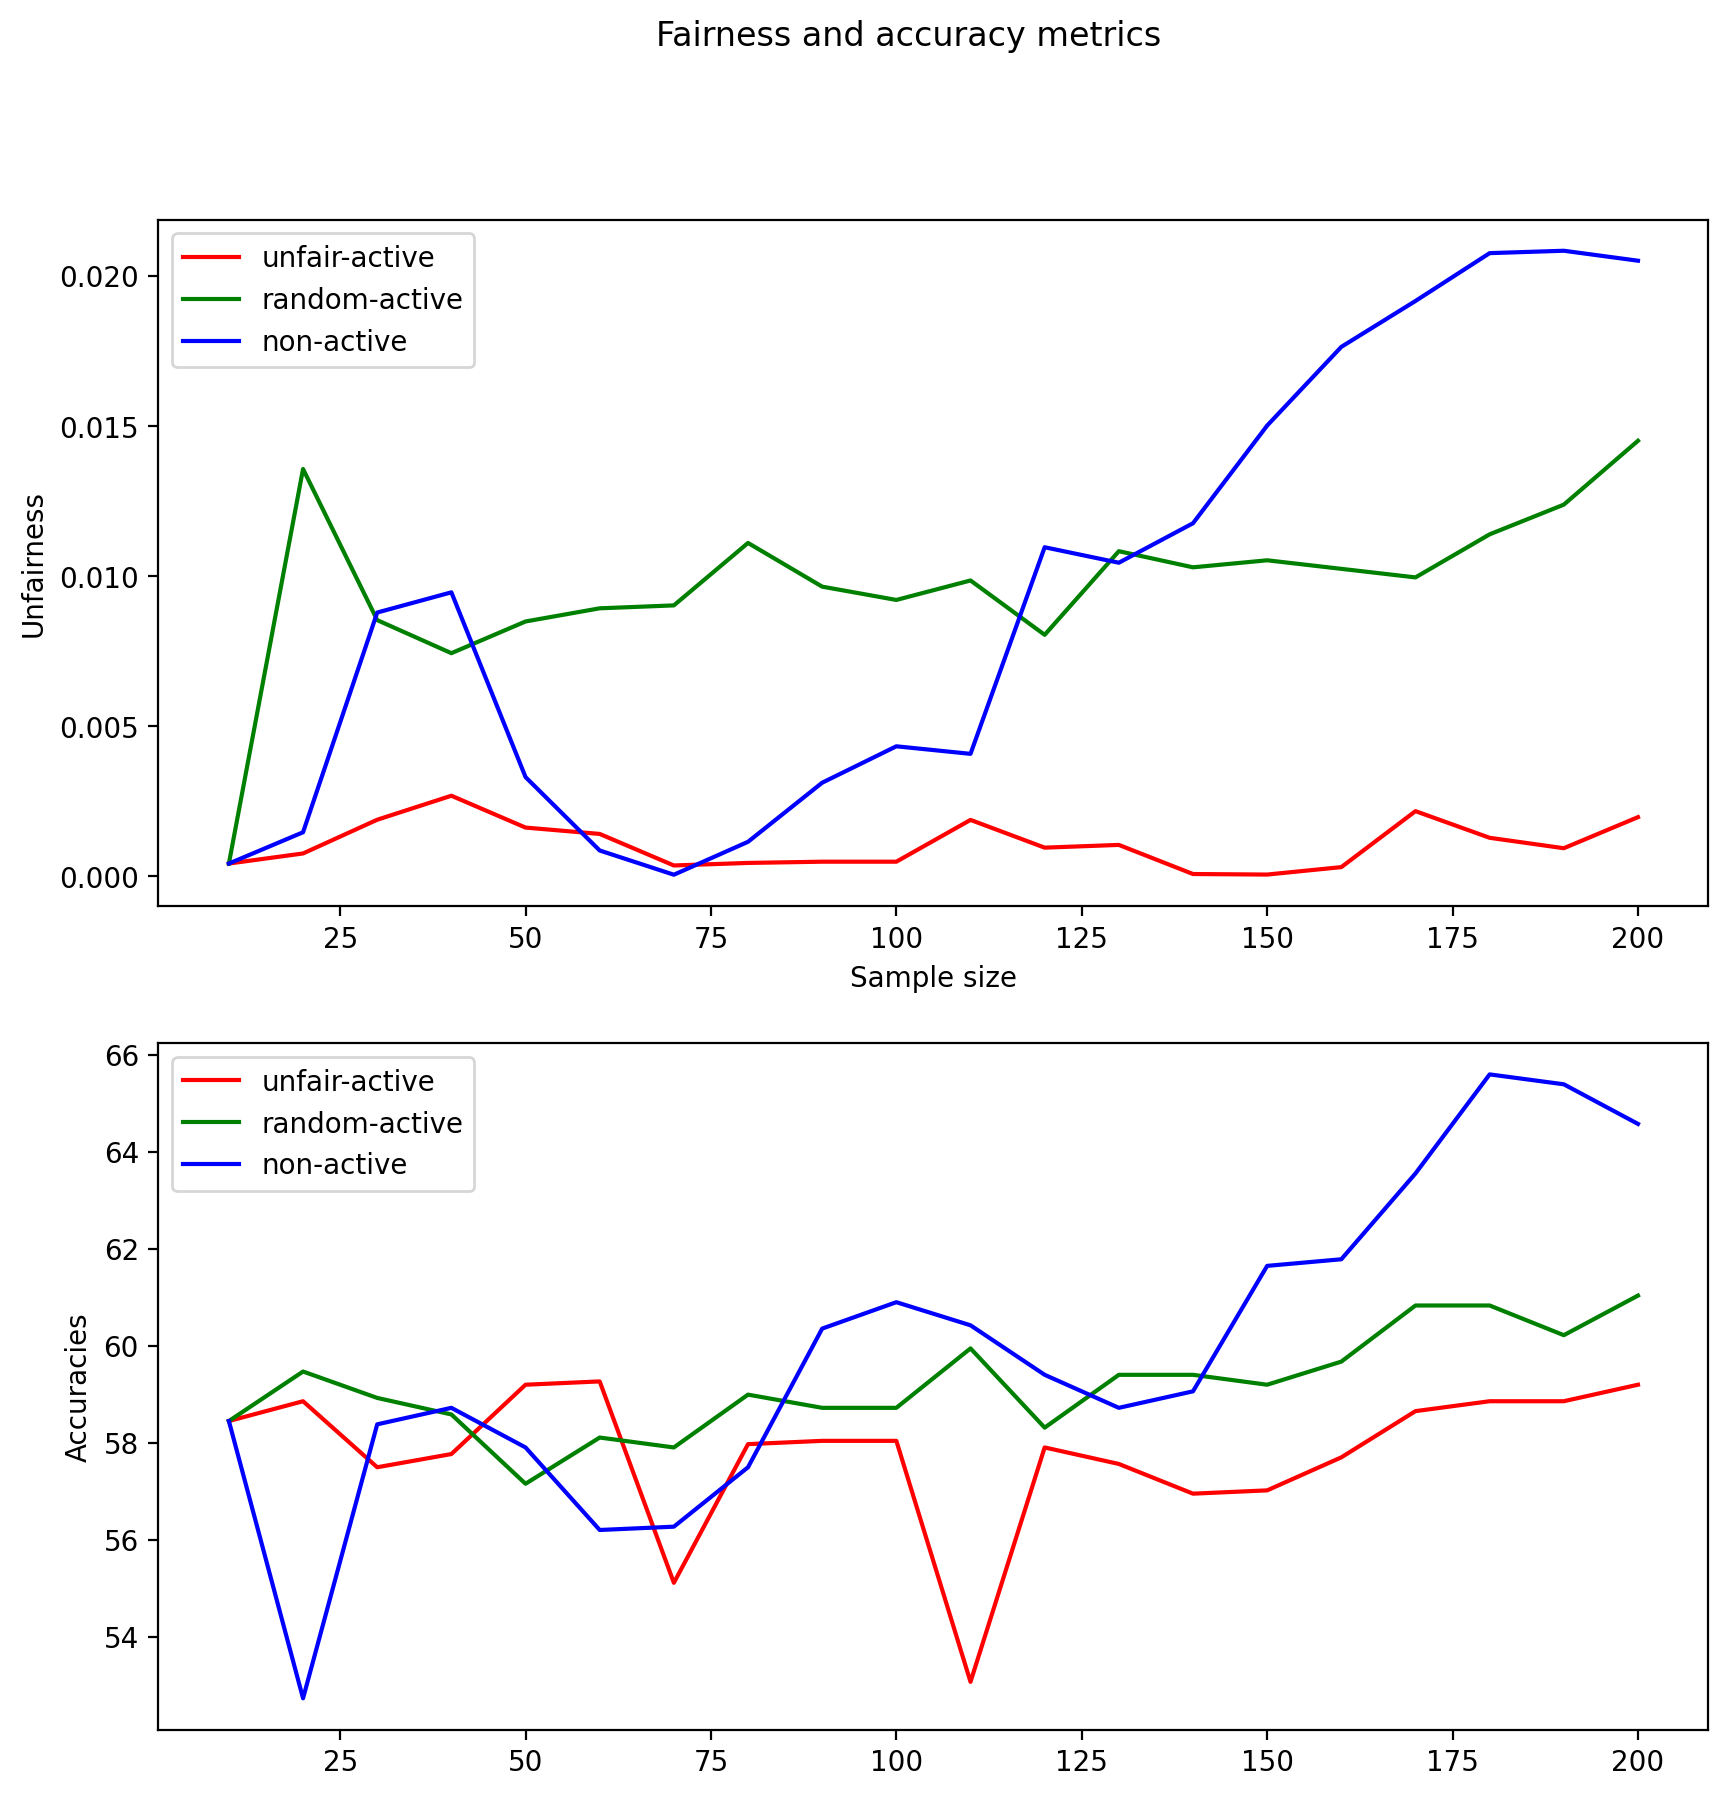 Fairness and accuracy metrics
unfair-active
random-active
non-active
Unfairness
0.020
0.015
0.010
0.005
0.000
25 50 75 100 125 150 175 200
Sample size
unfair-active
random-active
non-active
Accuracies
66
64
62
60
58
56
54
25 50 75 100 125 150 175 200